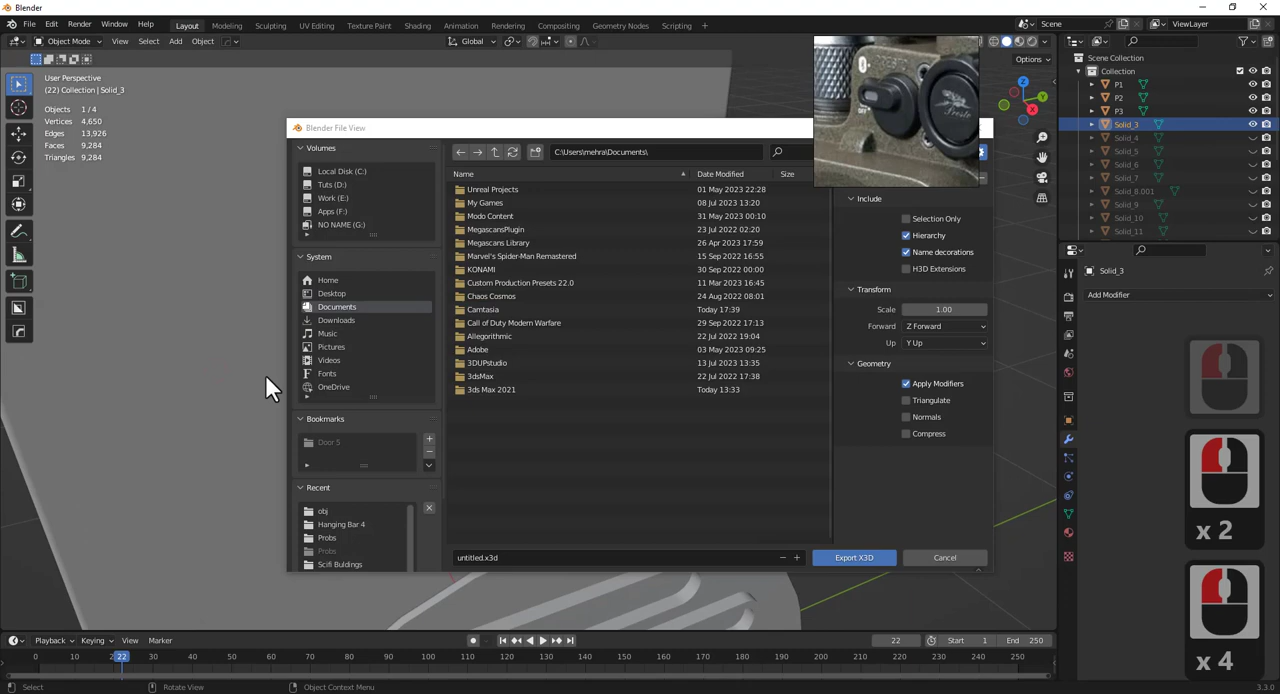 Blender
File Edit Render Window Help
Layout Modeling Sculpting UV Editing Texture Paint Shading Animation Rendering Compositing Geometry Nodes Scripting +
Scene
ViewLayer
Object Mode View Select Add Object
Global
Options
User Perspective
(22) Collection | Solid_3
Objects 1 / 4
Vertices 4,650
Edges 13,926
Faces 9,284
Triangles 9,284
OFF
Presto
Z
Y
X
Blender File View
Volumes
Local Disk (C:)
Tuts (D:)
Work (E:)
Apps (F:)
NO NAME (G:)
System
Home
Desktop
Documents
Downloads
Music
Pictures
Videos
Fonts
OneDrive
Bookmarks
Door 5
Recent
obj
Hanging Bar 4
Probs
Probs
Scifi Buldings
C:\Users\mehra\Documents\
Name Date Modified Size
Unreal Projects 01 May 2023 22:28
My Games 08 Jul 2023 13:20
Modo Content 31 May 2023 00:10
MegascansPlugin 23 Jul 2022 02:20
Megascans Library 26 Apr 2023 17:59
Marvel's Spider-Man Remastered 15 Sep 2022 16:55
KONAMI 30 Sep 2022 00:00
Custom Production Presets 22.0 11 Mar 2023 16:45
Chaos Cosmos 24 Aug 2022 08:01
Camtasia Today 17:39
Call of Duty Modern Warfare 29 Sep 2022 17:13
Allegorithmic 22 Jul 2022 19:04
Adobe 03 May 2023 09:25
3DUPstudio 13 Jul 2023 13:35
3dsMax 22 Jul 2022 17:38
3ds Max 2021 Today 13:33
untitled.x3d
Export X3D
Cancel
Include
Selection Only
Hierarchy
Name decorations
H3D Extensions
Transform
Scale 1.00
Forward Z Forward
Up Y Up
Geometry
Apply Modifiers
Triangulate
Normals
Compress
Scene Collection
Collection
P1
P2
P3
Solid_3
Solid_4
Solid_5
Solid_6
Solid_7
Solid_8.001
Solid_9
Solid_10
Solid_11
Solid_3
Add Modifier
x 2
x 4
Playback Keying View Marker
22 Start 1 End 250
0 10 22 30 40 50 60 70 80 90 100 110 120 130 140 150 160 170 180 190 200 210 220 230 240 250
Select Rotate View Object Context Menu 3.3.0